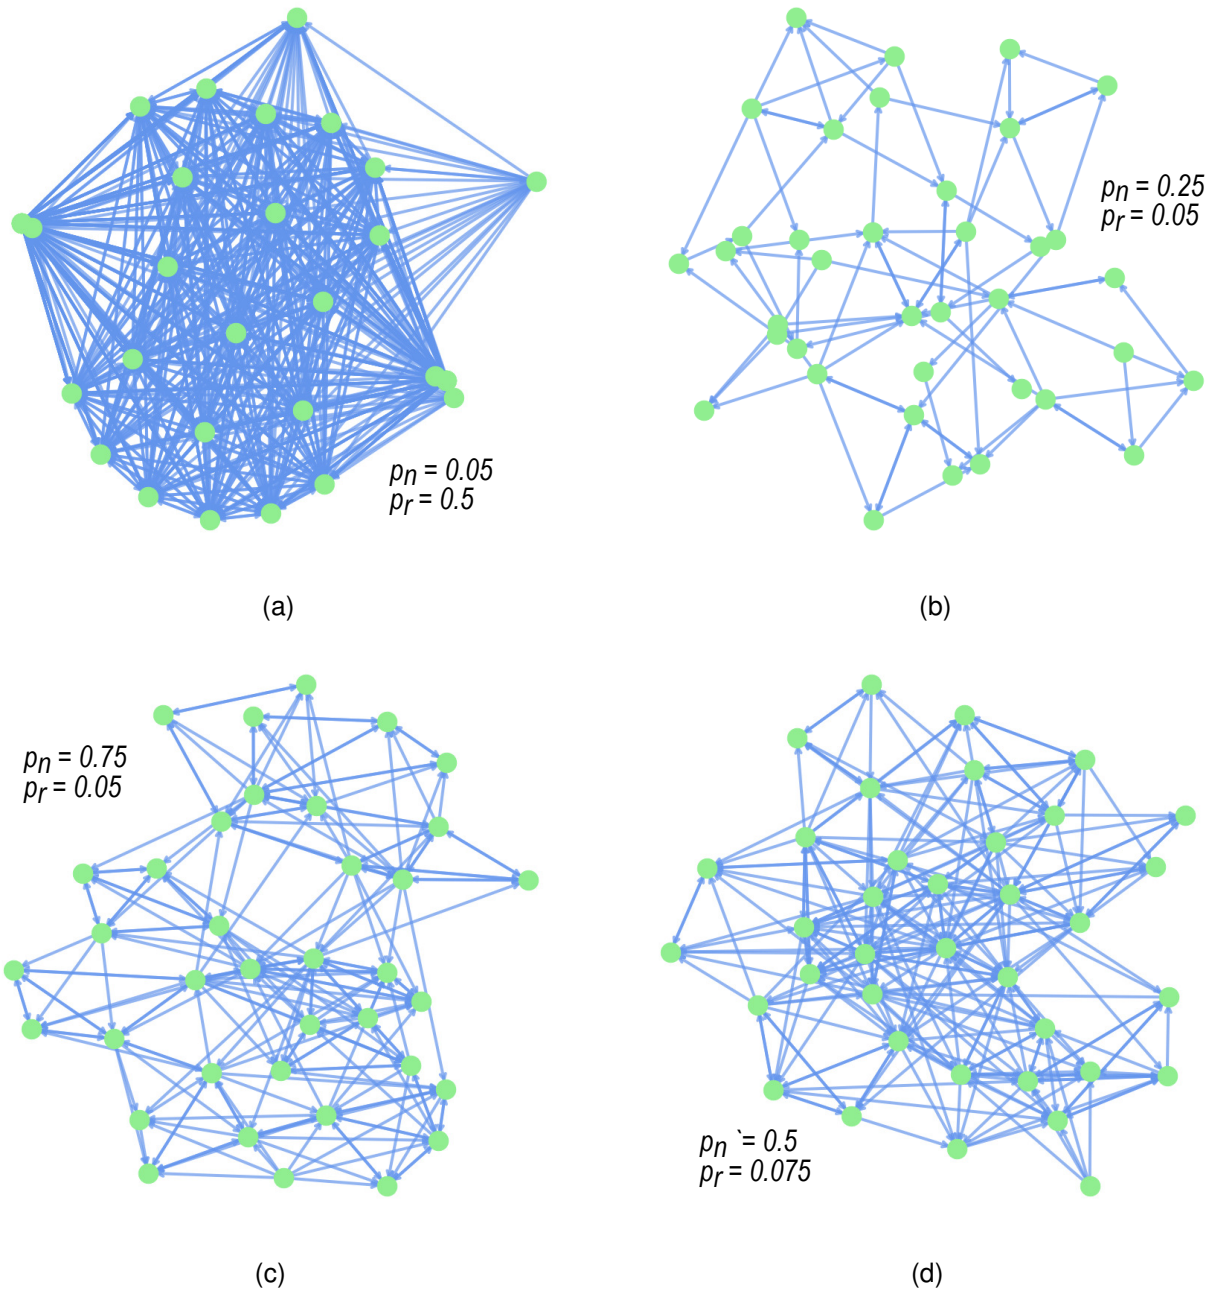 pn = 0.05
pr = 0.5
(a)
pn = 0.25
pr = 0.05
(b)
pn = 0.75
pr = 0.05
(c)
pn `= 0.5
pr = 0.075
(d)